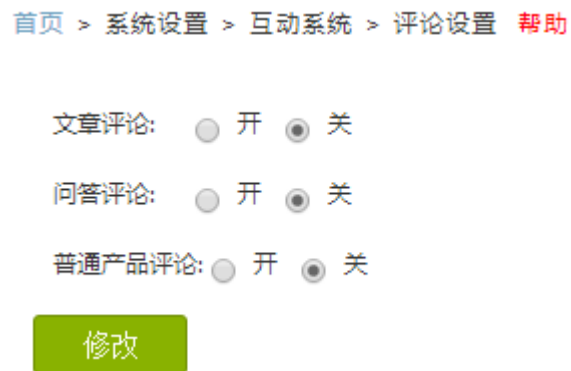 首页 > 系统设置 > 互动系统 > 评论设置 帮助
文章评论: 开 关
问答评论: 开 关
普通产品评论: 开 关
修改